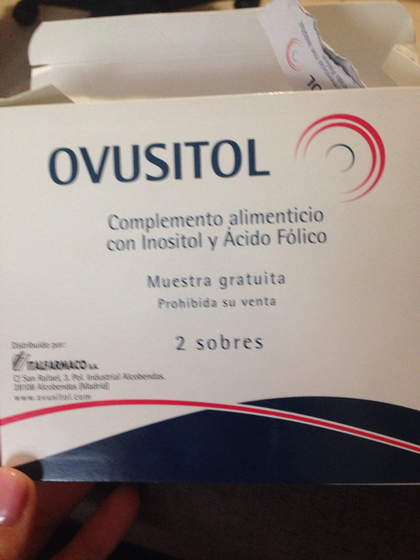 OVUSITOL
Complemento alimenticio
con Inositol y Ácido Fólico
Muestra gratuita
Prohibida su venta
2 sobres
Distribuido por:
ITALFARMACO S.A.
C/ San Rafael, 3. Pol. Industrial Alcobendas.
28108 Alcobendas (Madrid)
www.ovusitol.com